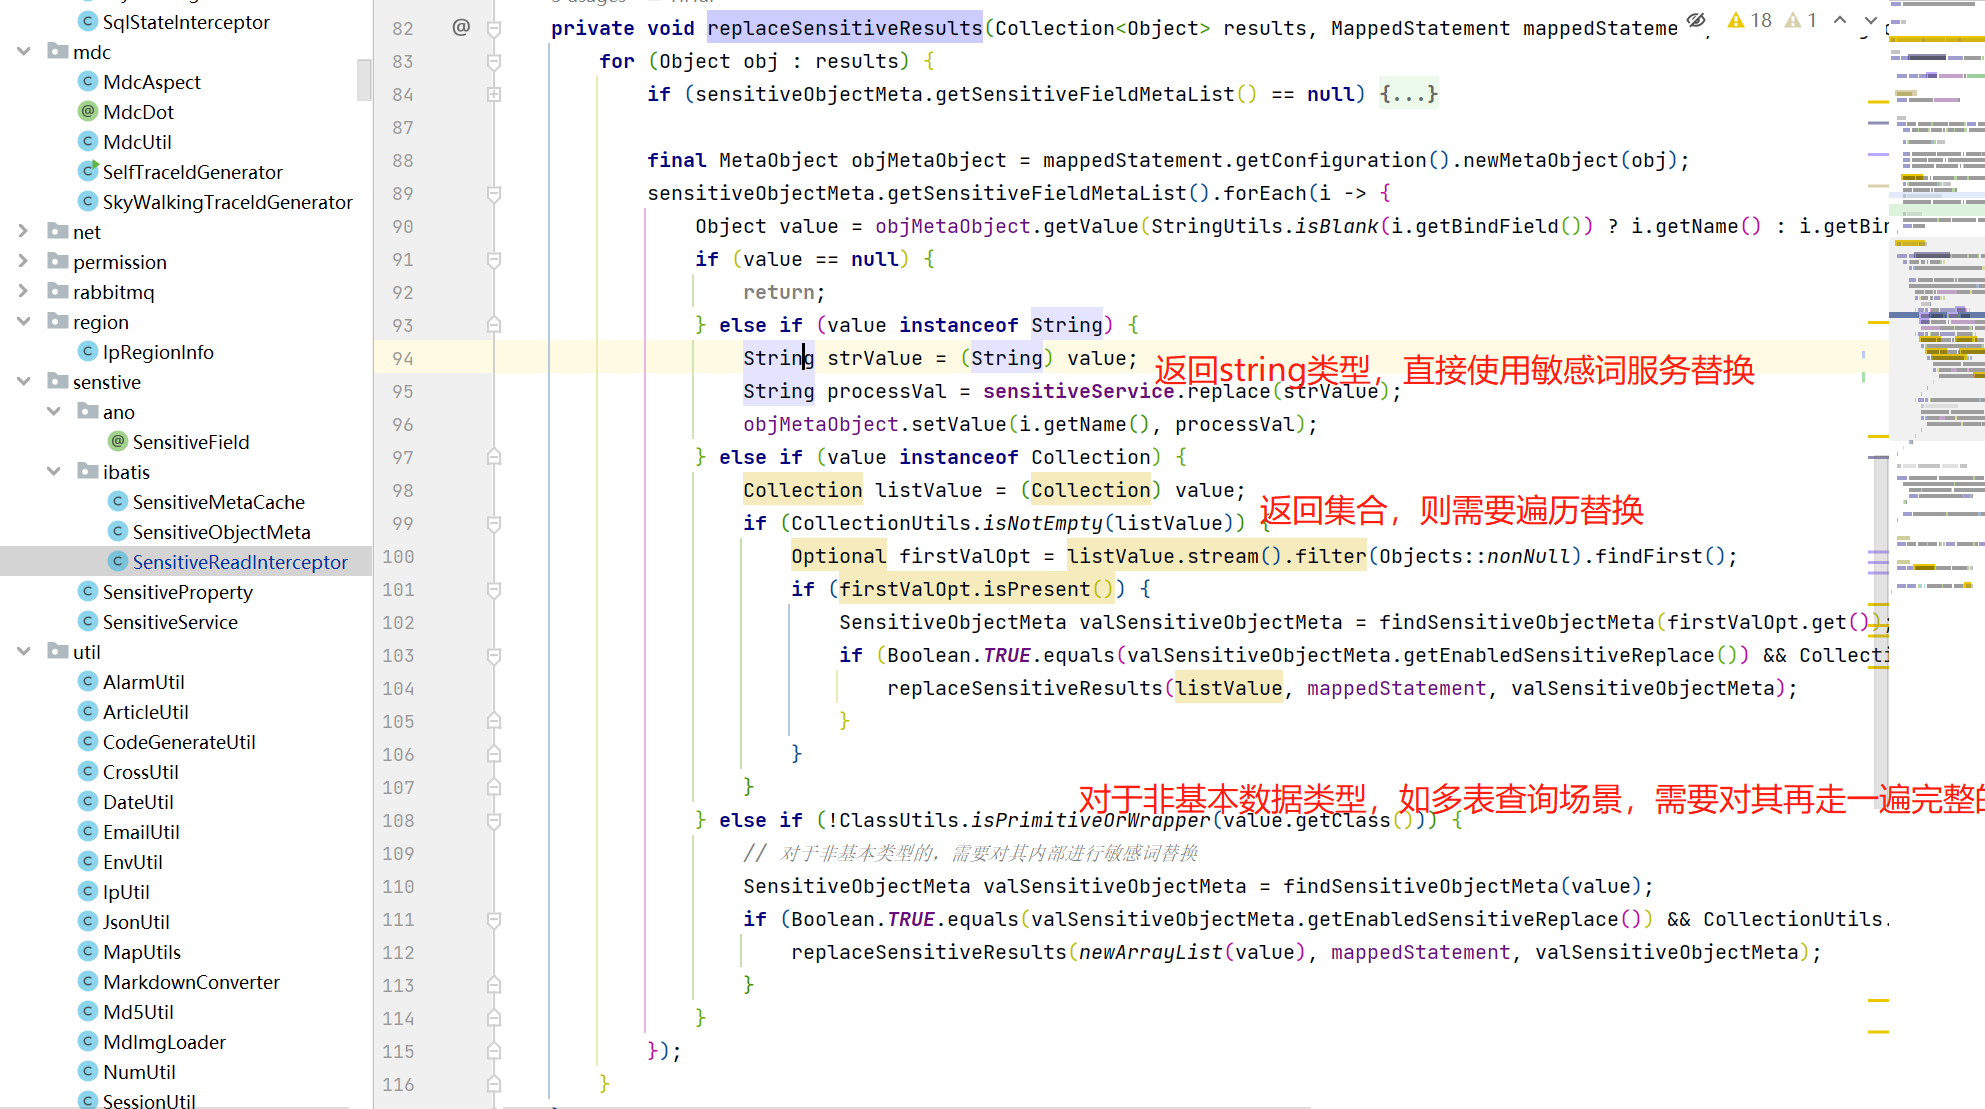 SqlStateInterceptor
mdc
MdcAspect
MdcDot
MdcUtil
SelfTraceIdGenerator
SkyWalkingTraceIdGenerator
net
permission
rabbitmq
region
IpRegionInfo
senstive
ano
SensitiveField
ibatis
SensitiveMetaCache
SensitiveObjectMeta
SensitiveReadInterceptor
SensitiveProperty
SensitiveService
util
AlarmUtil
ArticleUtil
CodeGenerateUtil
CrossUtil
DateUtil
EmailUtil
EnvUtil
IpUtil
JsonUtil
MapUtils
MarkdownConverter
Md5Util
MdImgLoader
NumUtil
SessionUtil
18 1
82 @ private void replaceSensitiveResults(Collection<Object> results, MappedStatement mappedStateme
83 for (Object obj : results) {
84 if (sensitiveObjectMeta.getSensitiveFieldMetaList() == null) {...}
87
88 final MetaObject objMetaObject = mappedStatement.getConfiguration().newMetaObject(obj);
89 sensitiveObjectMeta.getSensitiveFieldMetaList().forEach(i -> {
90 Object value = objMetaObject.getValue(StringUtils.isBlank(i.getBindField()) ? i.getName() : i.getBin
91 if (value == null) {
92 return;
93 } else if (value instanceof String) {
94 String strValue = (String) value;
返回string类型，直接使用敏感词服务替换
95 String processVal = sensitiveService.replace(strValue);
96 objMetaObject.setValue(i.getName(), processVal);
97 } else if (value instanceof Collection) {
98 Collection listValue = (Collection) value;
返回集合，则需要遍历替换
99 if (CollectionUtils.isNotEmpty(listValue)) {
100 Optional firstValOpt = listValue.stream().filter(Objects::nonNull).findFirst();
101 if (firstValOpt.isPresent()) {
102 SensitiveObjectMeta valSensitiveObjectMeta = findSensitiveObjectMeta(firstValOpt.get());
103 if (Boolean.TRUE.equals(valSensitiveObjectMeta.getEnabledSensitiveReplace()) && Collecti
104 replaceSensitiveResults(listValue, mappedStatement, valSensitiveObjectMeta);
105 }
106 }
107 }
对于非基本数据类型，如多表查询场景，需要对其再走一遍完整的
108 } else if (!ClassUtils.isPrimitiveOrWrapper(value.getClass())) {
109 // 对于非基本类型的，需要对其内部进行敏感词替换
110 SensitiveObjectMeta valSensitiveObjectMeta = findSensitiveObjectMeta(value);
111 if (Boolean.TRUE.equals(valSensitiveObjectMeta.getEnabledSensitiveReplace()) && CollectionUtils.
112 replaceSensitiveResults(newArrayList(value), mappedStatement, valSensitiveObjectMeta);
113 }
114 }
115 });
116 }